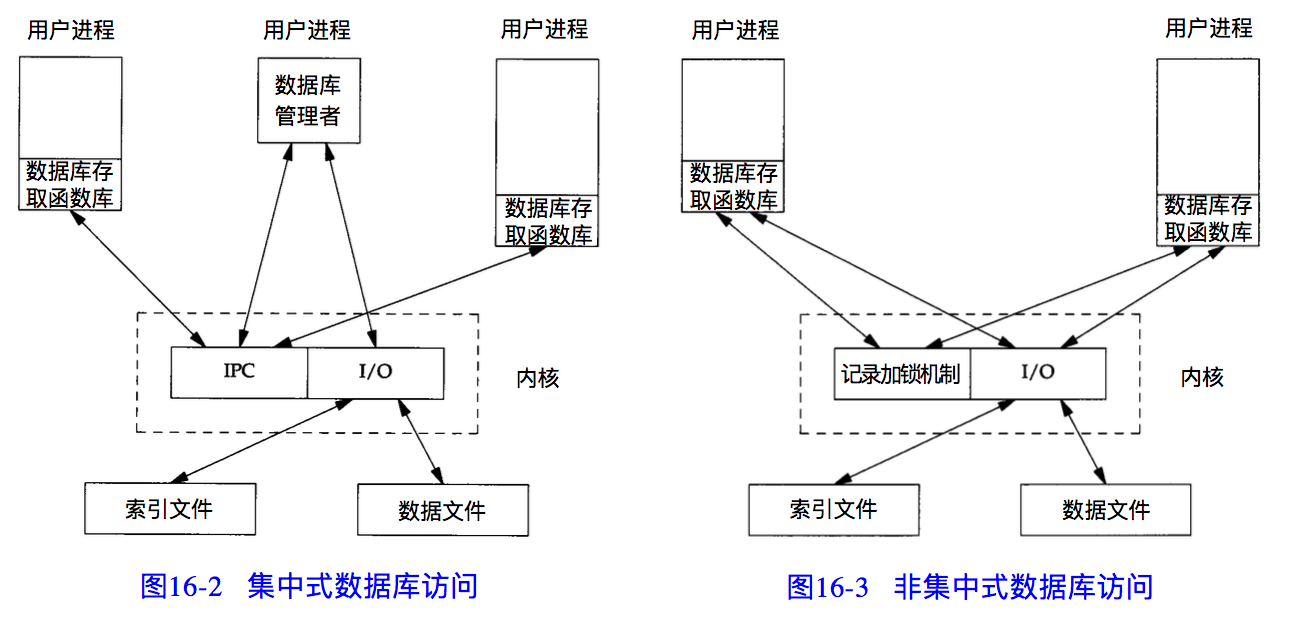 用户进程
用户进程
用户进程
数据库
管理者
数据库存
取函数库
数据库存
取函数库
IPC
I/O
内核
索引文件
数据文件
图16-2 集中式数据库访问
用户进程
用户进程
数据库存
取函数库
数据库存
取函数库
记录加锁机制
I/O
内核
索引文件
数据文件
图16-3 非集中式数据库访问